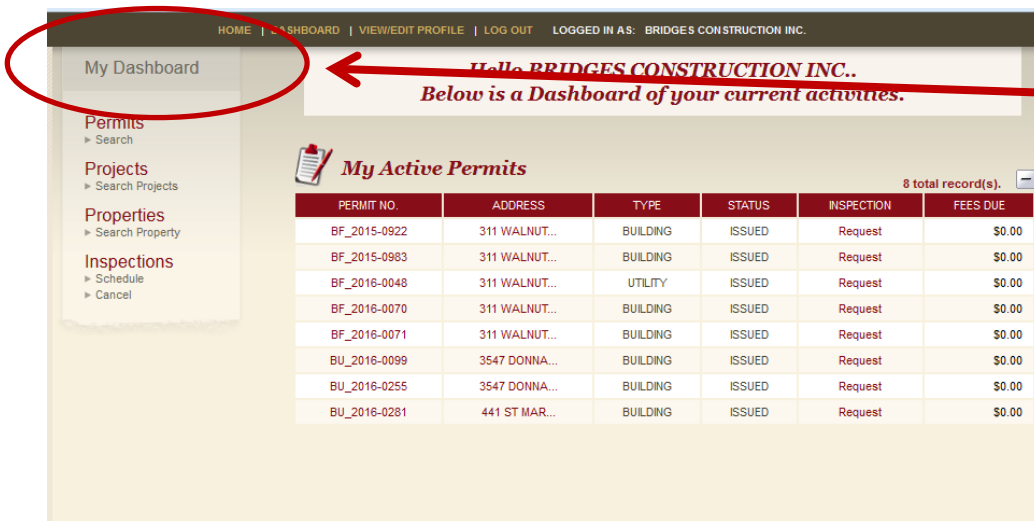 HOME | DASHBOARD | VIEW/EDIT PROFILE | LOG OUT LOGGED IN AS: BRIDGES CONSTRUCTION INC.
My Dashboard
Hello BRIDGES CONSTRUCTION INC..
Below is a Dashboard of your current activities.
Permits
Search
Projects
Search Projects
Properties
Search Property
Inspections
Schedule
Cancel
My Active Permits
8 total record(s).
PERMIT NO. ADDRESS TYPE STATUS INSPECTION FEES DUE
BF_2015-0922 311 WALNUT... BUILDING ISSUED Request $0.00
BF_2015-0983 311 WALNUT... BUILDING ISSUED Request $0.00
BF_2016-0048 311 WALNUT... UTILITY ISSUED Request $0.00
BF_2016-0070 311 WALNUT... BUILDING ISSUED Request $0.00
BF_2016-0071 311 WALNUT... BUILDING ISSUED Request $0.00
BU_2016-0099 3547 DONNA... BUILDING ISSUED Request $0.00
BU_2016-0255 3547 DONNA... BUILDING ISSUED Request $0.00
BU_2016-0281 441 ST MAR... BUILDING ISSUED Request $0.00